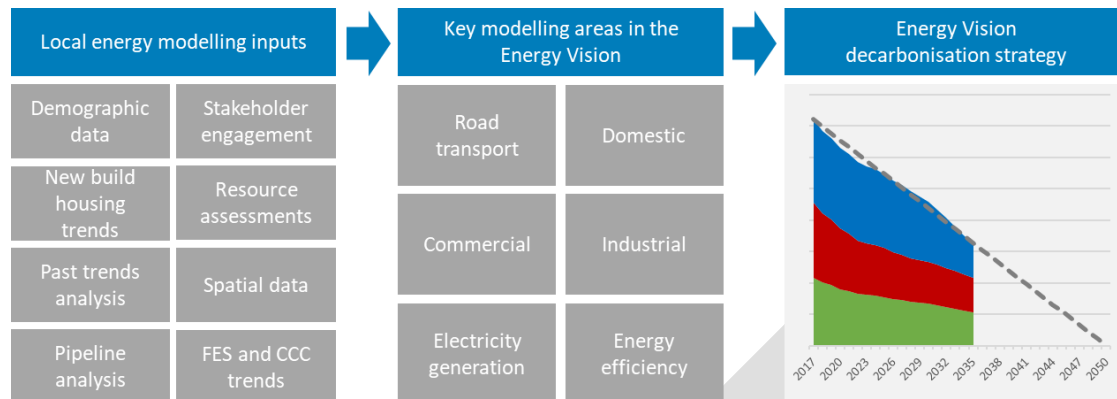 Local energy modelling inputs
Key modelling areas in the
Energy Vision
Energy Vision
decarbonisation strategy
Demographic
data
Stakeholder
engagement
New build
housing
trends
Resource
assessments
Past trends
analysis
Spatial data
Pipeline
analysis
FES and CCC
trends
Road
transport
Domestic
Commercial
Industrial
Electricity
generation
Energy
efficiency
2017
2020
2023
2026
2029
2032
2035
2038
2041
2044
2047
2050